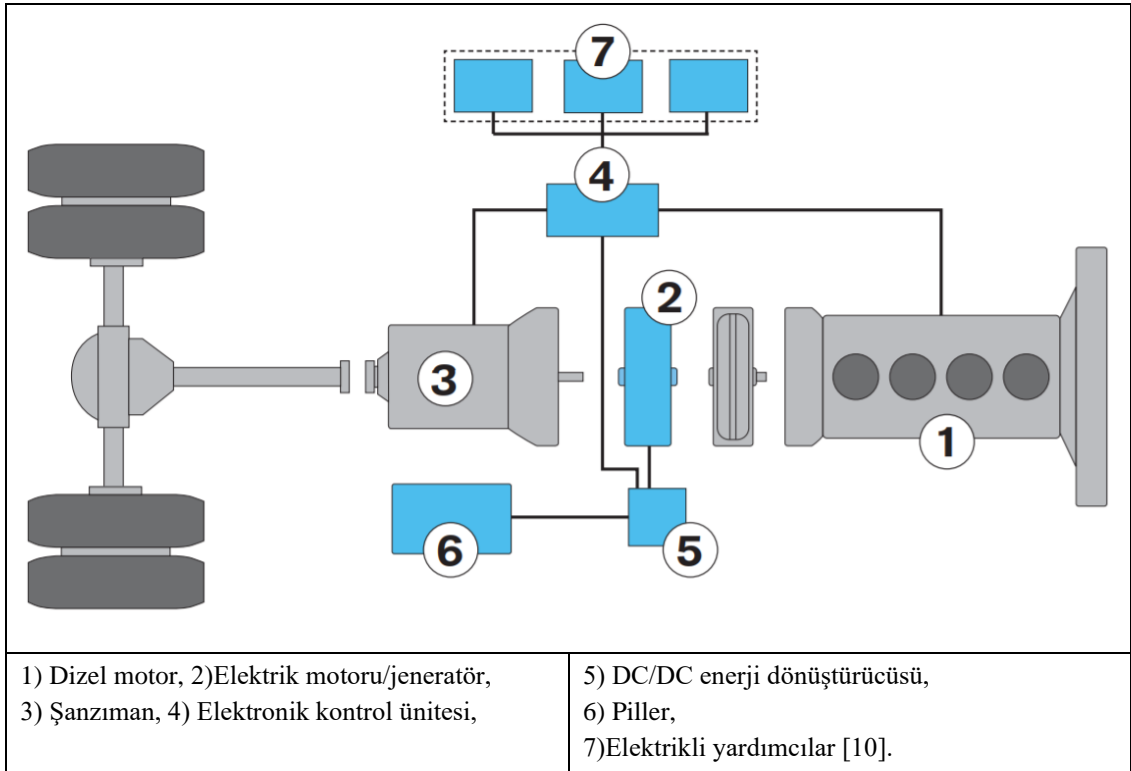 7
4
2
3
1
6
5
1) Dizel motor, 2)Elektrik motoru/jeneratör,
3) Şanzıman, 4) Elektronik kontrol ünitesi,
5) DC/DC enerji dönüştürücüsü,
6) Piller,
7)Elektrikli yardımcılar [10].